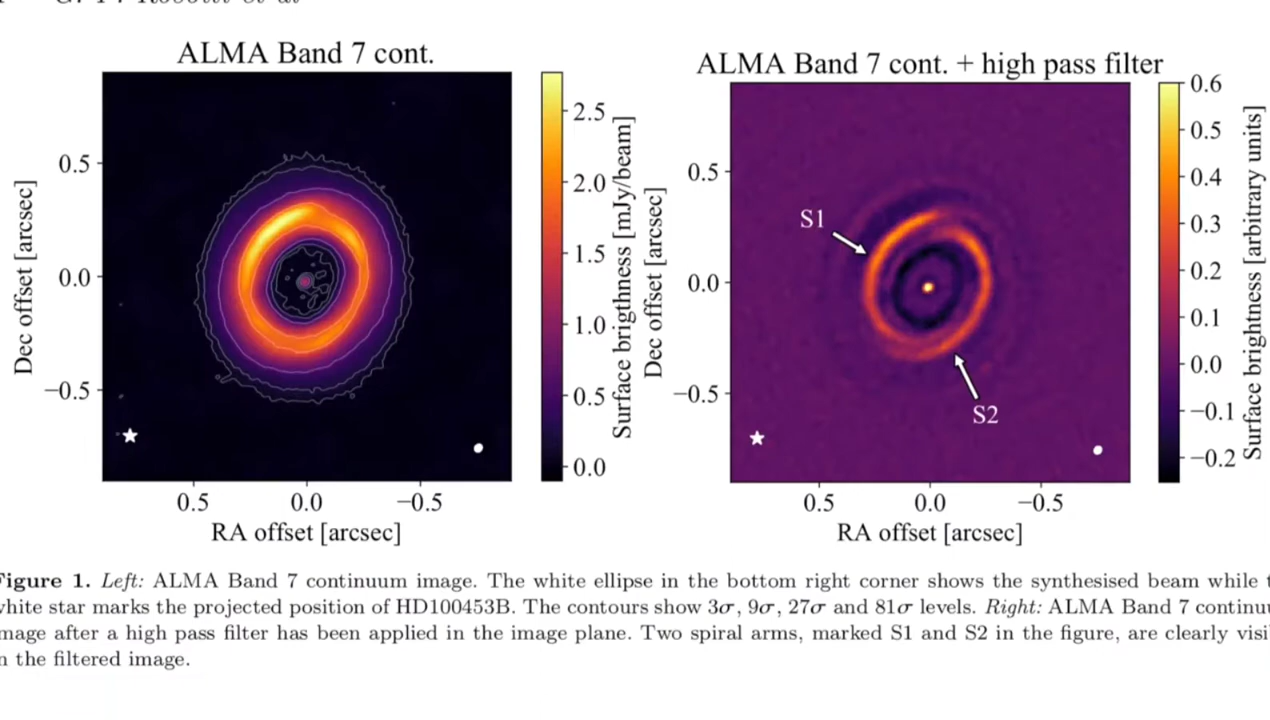 ALMA Band 7 cont.
0.5
0.0
−0.5
Dec offset [arcsec]
0.5
0.0
−0.5
RA offset [arcsec]
2.5
2.0
1.5
1.0
0.5
0.0
Surface brigthness [mJy/beam]
ALMA Band 7 cont. + high pass filter
0.5
0.0
−0.5
Dec offset [arcsec]
S1
S2
0.5
0.0
−0.5
RA offset [arcsec]
0.6
0.5
0.4
0.3
0.2
0.1
0.0
−0.1
−0.2
Surface brightness [arbitrary units]
Figure 1. Left: ALMA Band 7 continuum image. The white ellipse in the bottom right corner shows the synthesised beam while
white star marks the projected position of HD100453B. The contours show 3σ, 9σ, 27σ and 81σ levels. Right: ALMA Band 7
image after a high pass filter has been applied in the image plane. Two spiral arms, marked S1 and S2 in the figure, are clearly
in the filtered image.